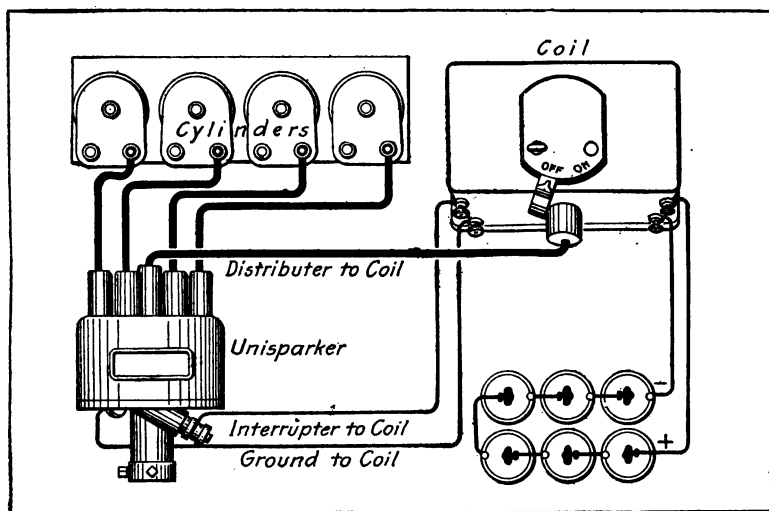 Coil
Cylinders
OFF ON
Distributer to Coil
Unisparker
−
+
Interrupter to Coil
Ground to Coil